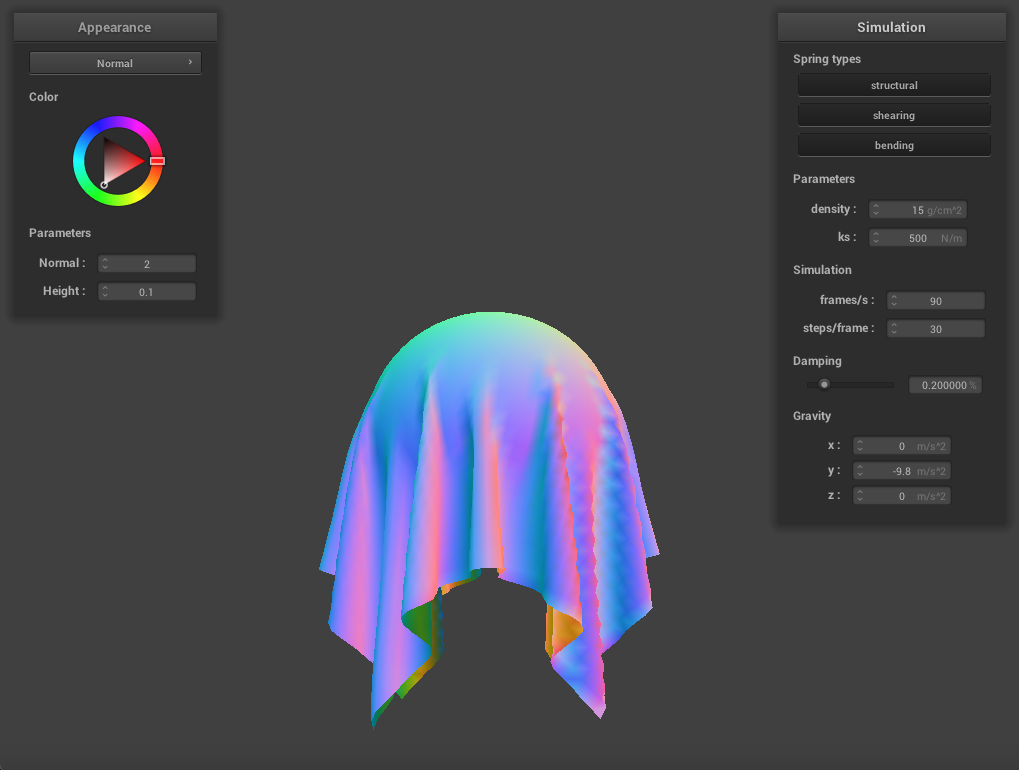 Appearance
Normal
Color
Parameters
Normal : 2
Height : 0.1
Simulation
Spring types
structural
shearing
bending
Parameters
density : 15 g/cm^2
ks : 500 N/m
Simulation
frames/s : 90
steps/frame : 30
Damping
0.200000 %
Gravity
x : 0 m/s^2
y : -9.8 m/s^2
z : 0 m/s^2